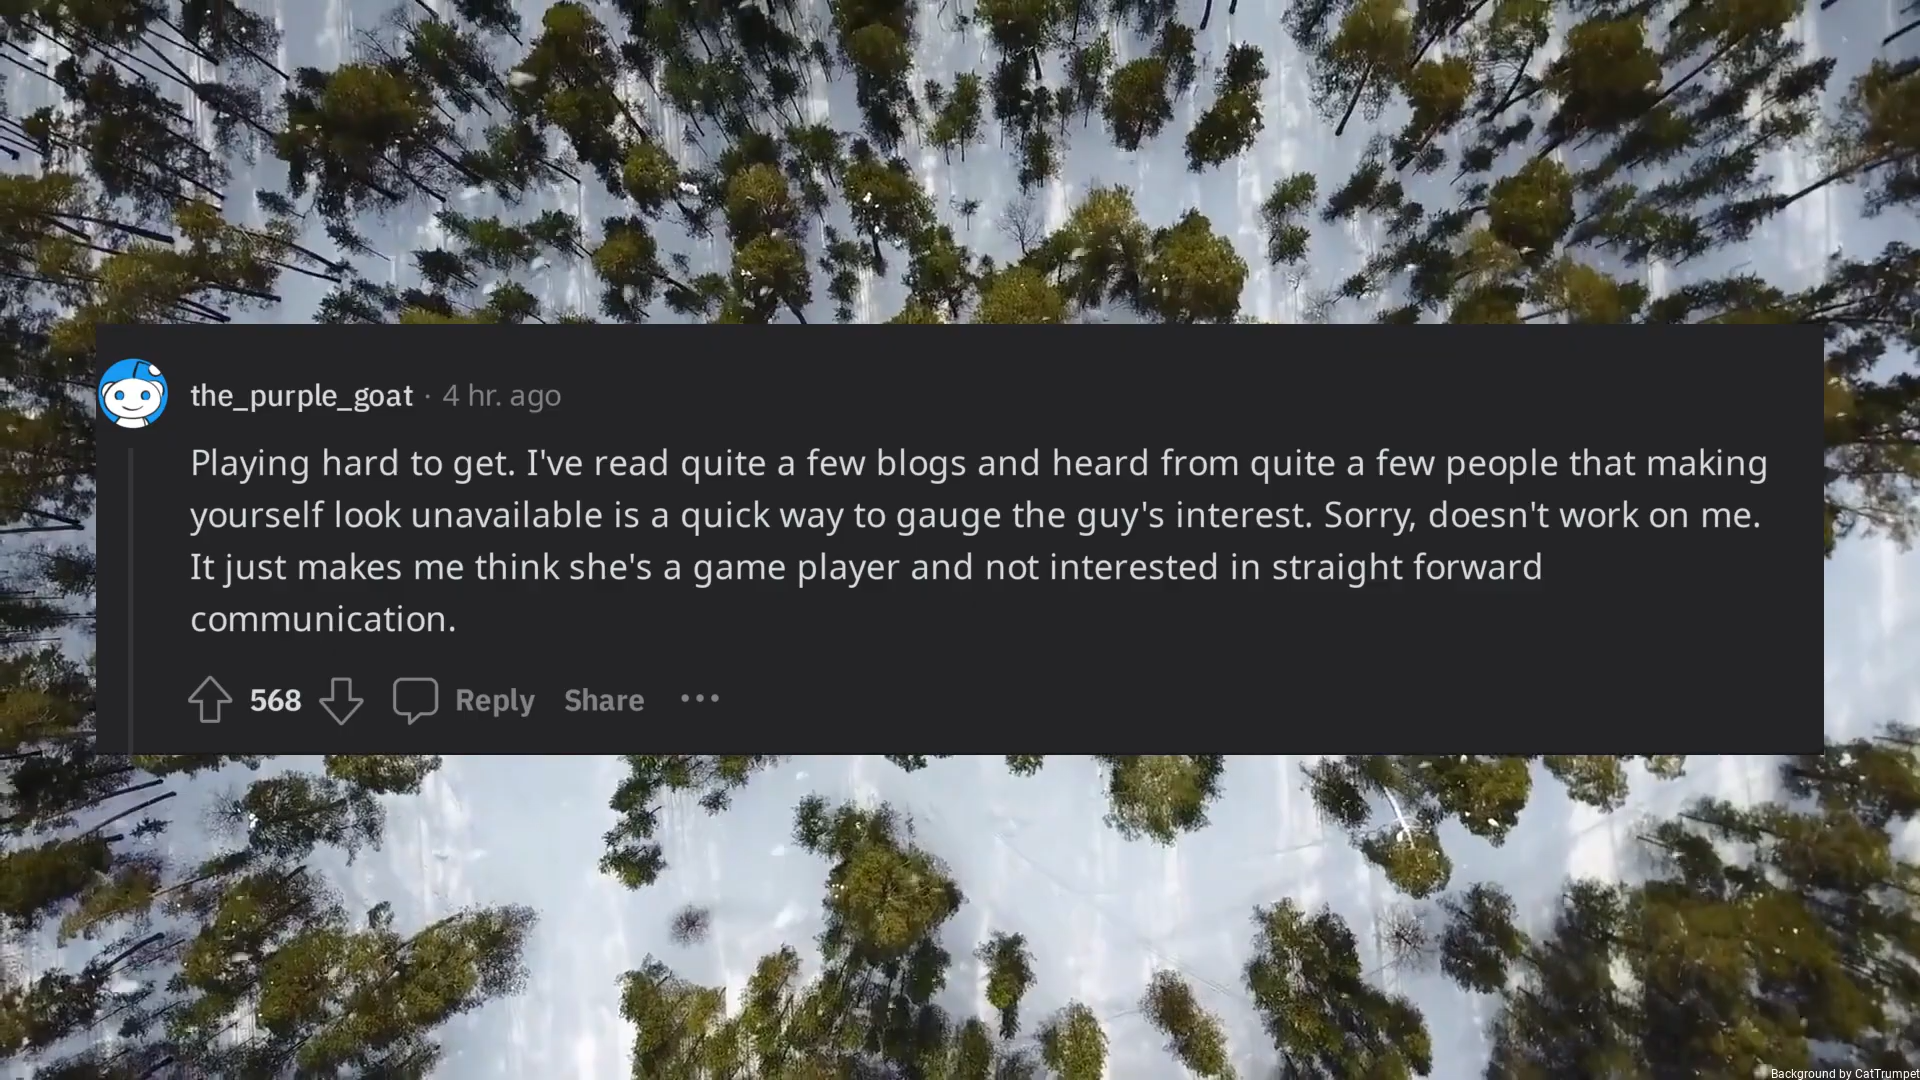 the_purple_goat · 4 hr. ago
Playing hard to get. I've read quite a few blogs and heard from quite a few people that making
yourself look unavailable is a quick way to gauge the guy's interest. Sorry, doesn't work on me.
It just makes me think she's a game player and not interested in straight forward
communication.
568 Reply Share ···
Background by CatTrumpet